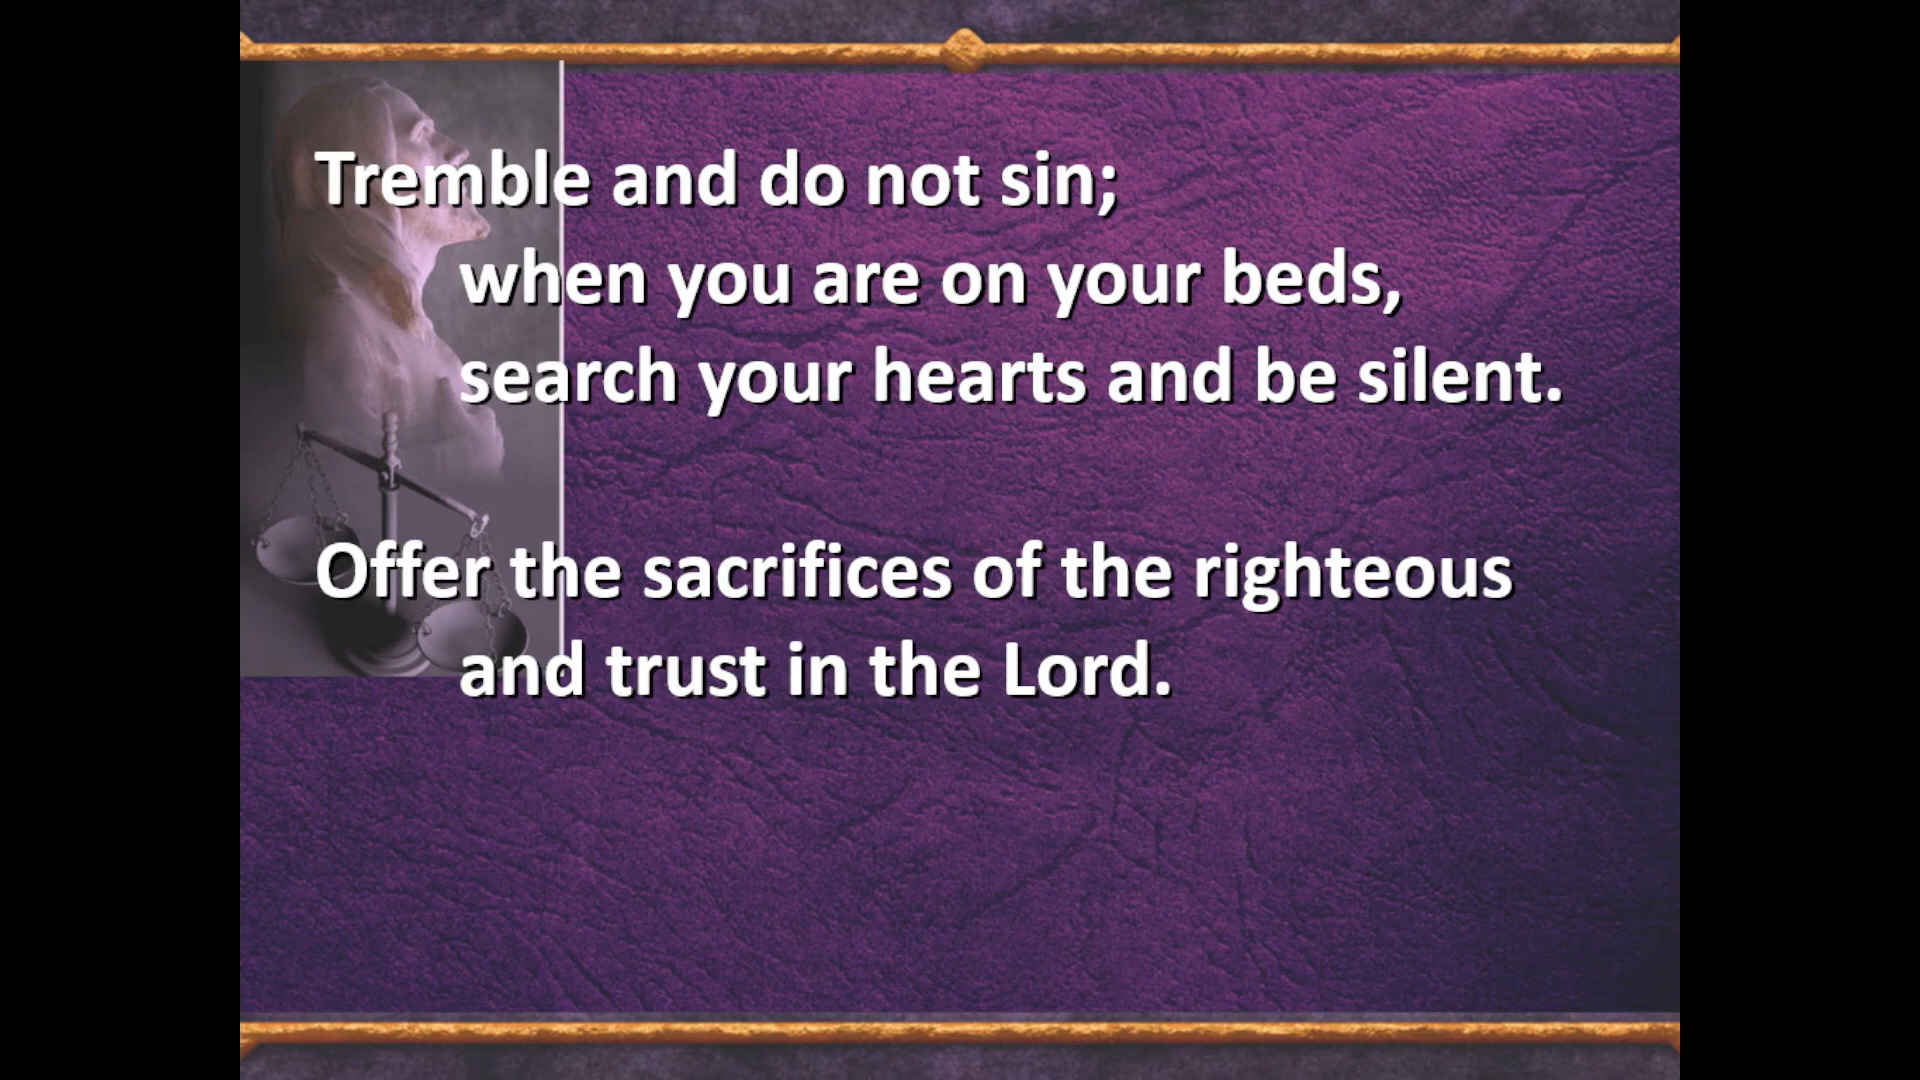 Tremble and do not sin;
when you are on your beds,
search your hearts and be silent.
Offer the sacrifices of the righteous
and trust in the Lord.